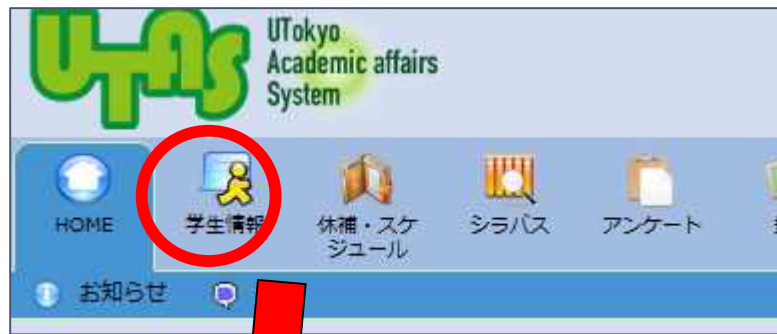 UTAS
UTokyo
Academic affairs
System
HOME
学生情報
休補・スケ
ジュール
シラバス
アンケート
お知らせ